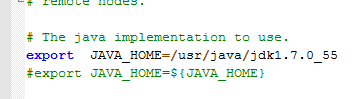 # remote nodes.
# The java implementation to use.
export  JAVA_HOME=/usr/java/jdk1.7.0_55
#export JAVA_HOME=${JAVA_HOME}